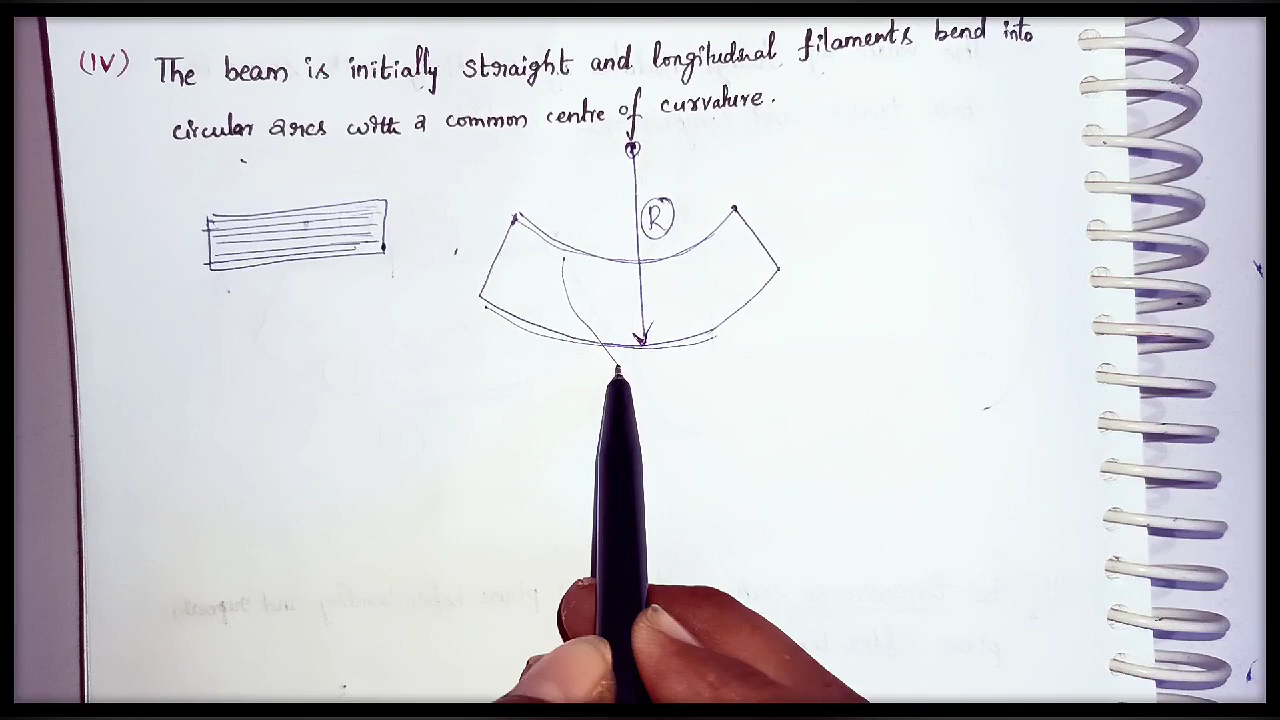 (IV) The beam is initially straight and longitudinal filaments bend into
circular arcs with a common centre of curvature.
R